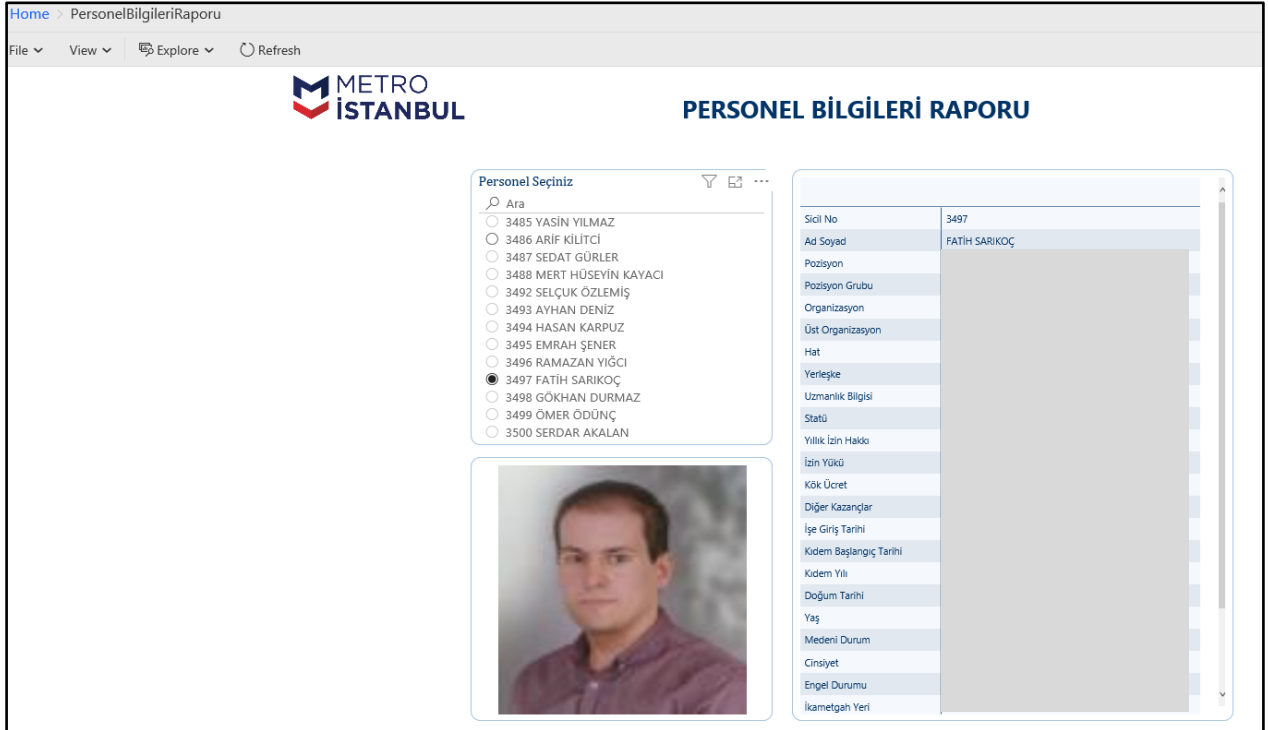 Home > PersonelBilgileriRaporu
File View Explore Refresh
METRO
İSTANBUL
PERSONEL BİLGİLERİ RAPORU
Personel Seçiniz
Ara
3485 YASİN YILMAZ
3486 ARİF KİLİTCİ
3487 SEDAT GÜRLER
3488 MERT HÜSEYİN KAYACI
3492 SELÇUK ÖZLEMİŞ
3493 AYHAN DENİZ
3494 HASAN KARPUZ
3495 EMRAH ŞENER
3496 RAMAZAN YIĞCI
3497 FATİH SARIKOÇ
3498 GÖKHAN DURMAZ
3499 ÖMER ÖDÜNÇ
3500 SERDAR AKALAN
Sicil No 3497
Ad Soyad FATİH SARIKOÇ
Pozisyon
Pozisyon Grubu
Organizasyon
Üst Organizasyon
Hat
Yerleşke
Uzmanlık Bilgisi
Statü
Yıllık İzin Hakkı
İzin Yükü
Kök Ücret
Diğer Kazançlar
İşe Giriş Tarihi
Kıdem Başlangıç Tarihi
Kıdem Yılı
Doğum Tarihi
Yaş
Medeni Durum
Cinsiyet
Engel Durumu
İkametgah Yeri